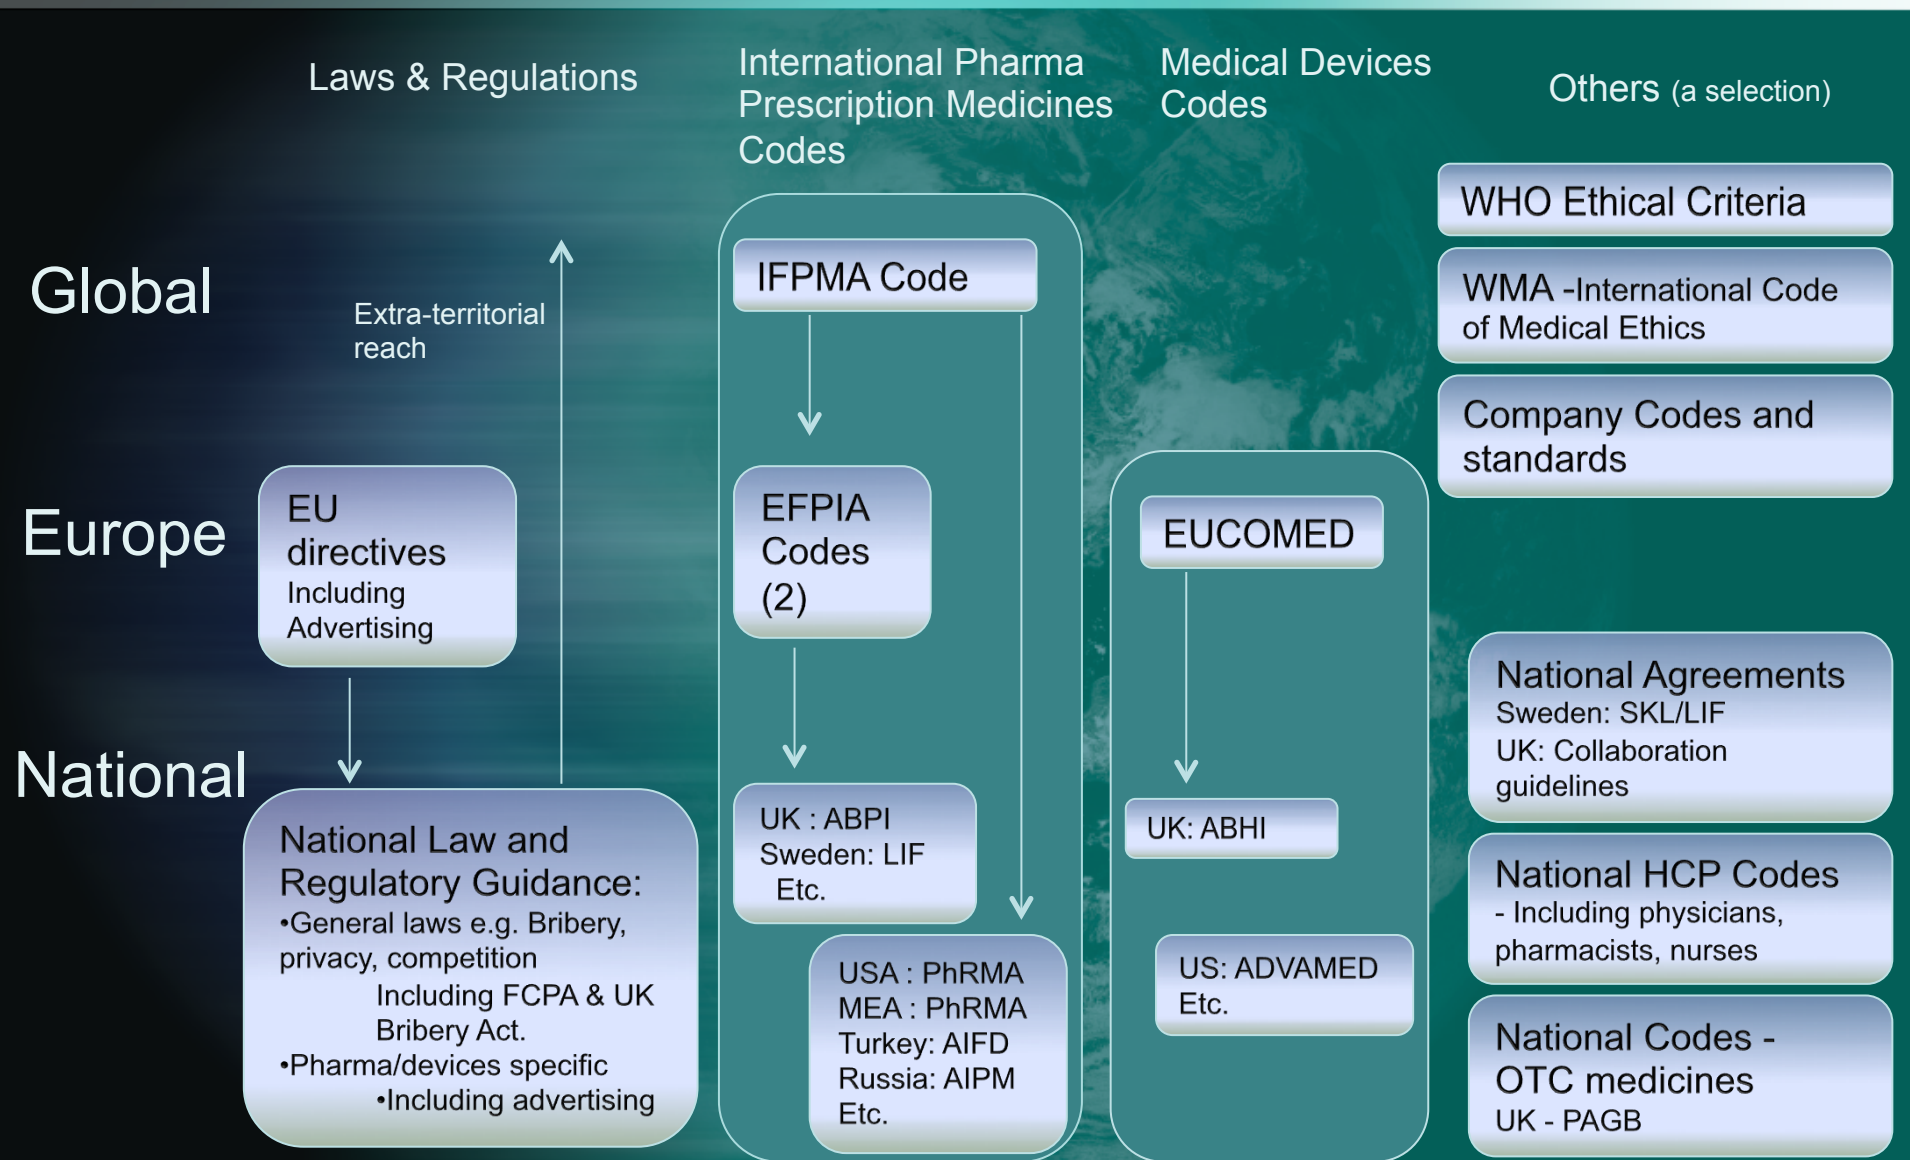 Laws & Regulations
International Pharma
Prescription Medicines
Codes
Medical Devices
Codes
Others (a selection)
Global
Extra-territorial
reach
IFPMA Code
WHO Ethical Criteria
WMA -International Code
of Medical Ethics
Company Codes and
standards
Europe
EU
directives
Including
Advertising
EFPIA
Codes
(2)
EUCOMED
National
National Law and
Regulatory Guidance:
•General laws e.g. Bribery,
privacy, competition
Including FCPA & UK
Bribery Act.
•Pharma/devices specific
•Including advertising
UK : ABPI
Sweden: LIF
Etc.
USA : PhRMA
MEA : PhRMA
Turkey: AIFD
Russia: AIPM
Etc.
UK: ABHI
US: ADVAMED
Etc.
National Agreements
Sweden: SKL/LIF
UK: Collaboration
guidelines
National HCP Codes
- Including physicians,
pharmacists, nurses
National Codes -
OTC medicines
UK - PAGB